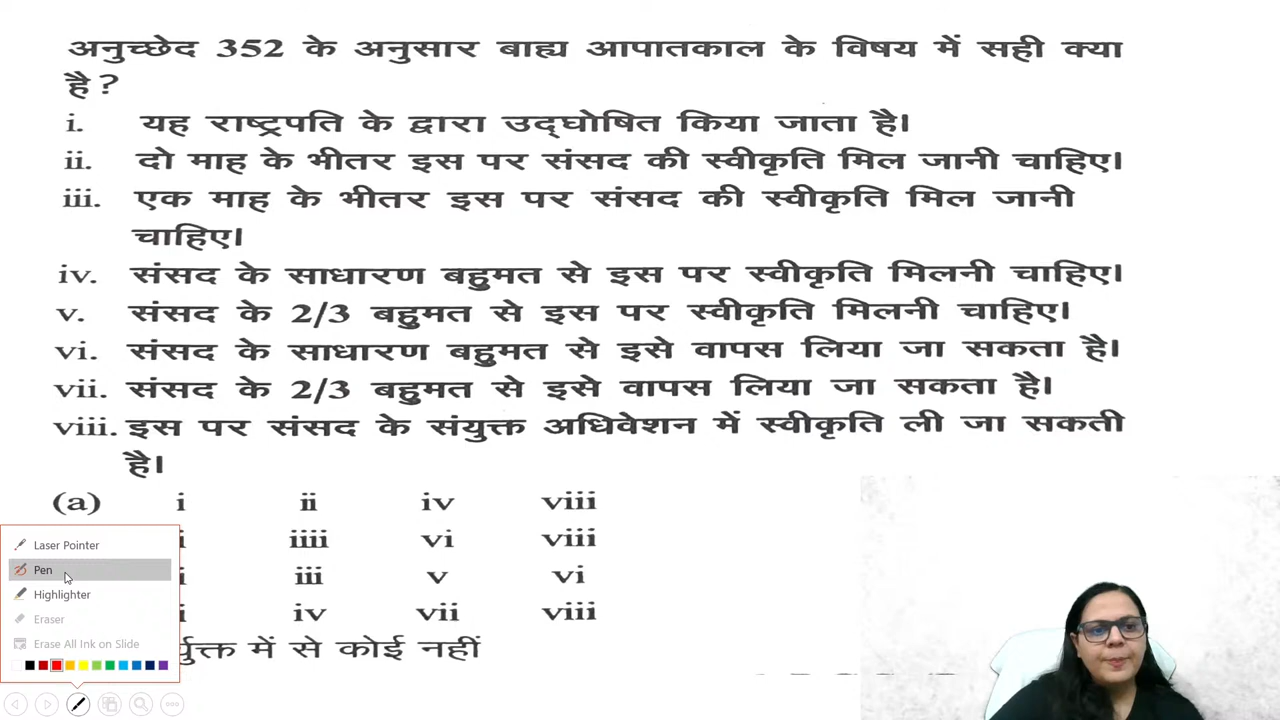 अनुच्छेद 352 के अनुसार बाह्य आपातकाल के विषय में सही क्या
है?
i. यह राष्ट्रपति के द्वारा उद्घोषित किया जाता है।
ii. दो माह के भीतर इस पर संसद की स्वीकृति मिल जानी चाहिए।
iii. एक माह के भीतर इस पर संसद की स्वीकृति मिल जानी
चाहिए।
iv. संसद के साधारण बहुमत से इस पर स्वीकृति मिलनी चाहिए।
v. संसद के 2/3 बहुमत से इस पर स्वीकृति मिलनी चाहिए।
vi. संसद के साधारण बहुमत से इसे वापस लिया जा सकता है।
vii. संसद के 2/3 बहुमत से इसे वापस लिया जा सकता है।
viii. इस पर संसद के संयुक्त अधिवेशन में स्वीकृति ली जा सकती
है।
(a) i ii iv viii
i iiii vi viii
i iii v vi
i iv vii viii
में से कोई नहीं
Laser Pointer
Pen
Highlighter
Eraser
Erase All Ink on Slide